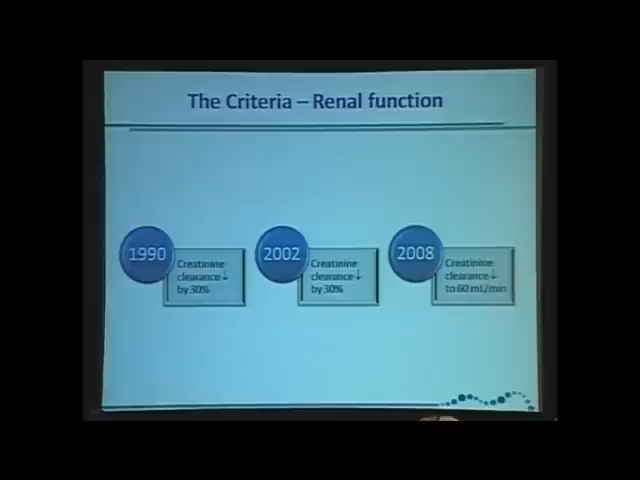 The Criteria – Renal function
1990
Creatinine
clearance↓
by 30%
2002
Creatinine
clearance↓
by 30%
2008
Creatinine
clearance↓
to 60 mL/min